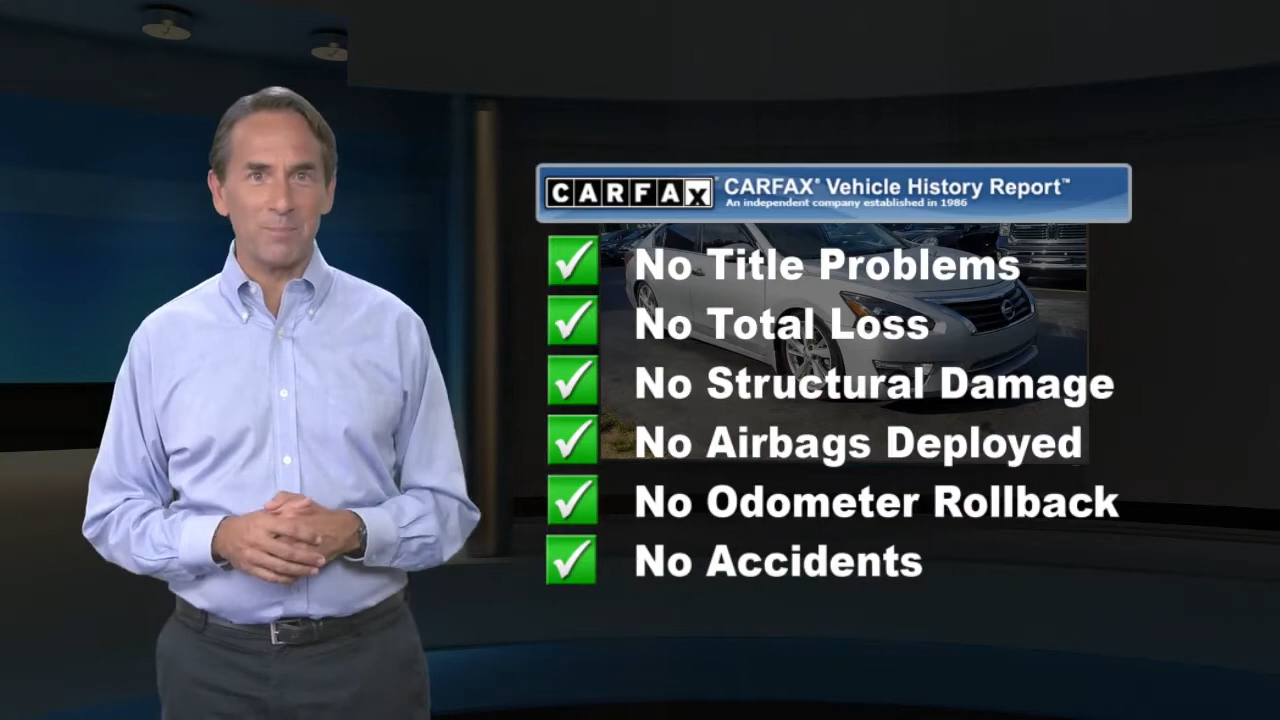 CARFAX CARFAX® Vehicle History Report™
An independent company established in 1986
No Title Problems
No Total Loss
No Structural Damage
No Airbags Deployed
No Odometer Rollback
No Accidents